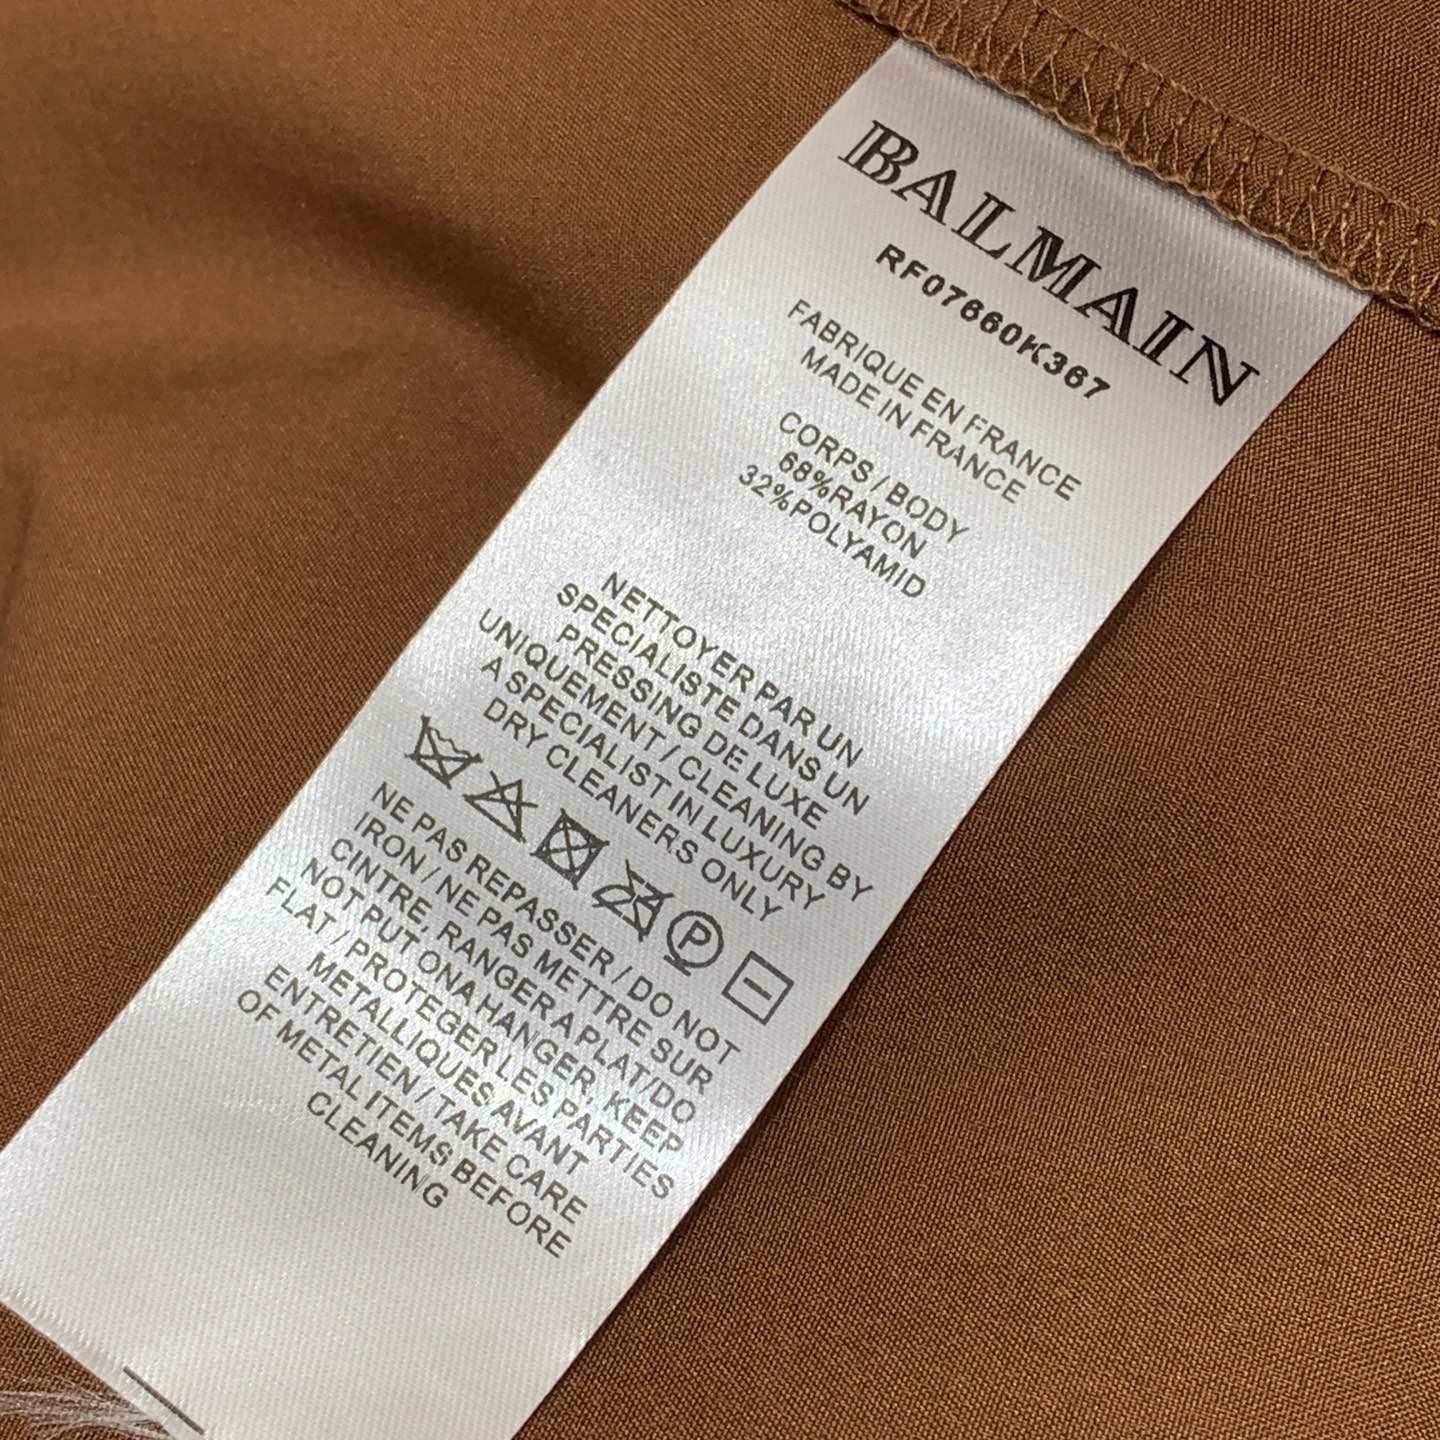 BALMAIN
RF07660K367
FABRIQUE EN FRANCE
MADE IN FRANCE
CORPS / BODY
68%RAYON
32%POLYAMID
NETTOYER PAR UN
SPECIALISTE DANS UN
PRESSING DE LUXE
UNIQUEMENT / CLEANING BY
A SPECIALIST IN LUXURY
DRY CLEANERS ONLY
P
NE PAS REPASSER / DO NOT
IRON / NE PAS METTRE SUR
CINTRE, RANGER A PLAT/DO
NOT PUT ONA HANGER, KEEP
FLAT / PROTEGER LES PARTIES
METALLIQUES AVANT
ENTRETIEN / TAKE CARE
OF METAL ITEMS BEFORE
CLEANING